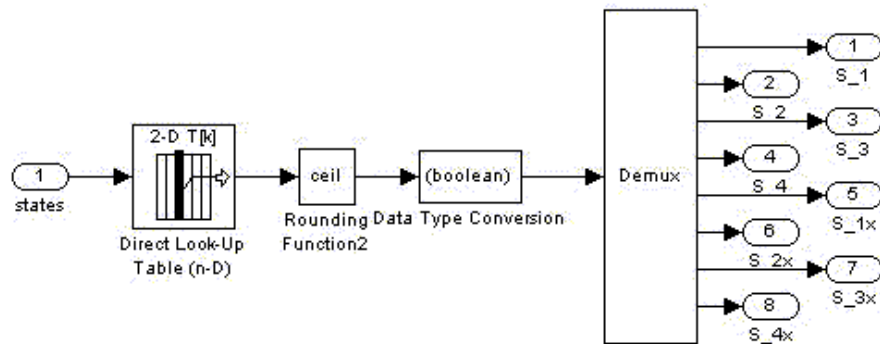 1
states
2-D T[k]
Direct Look-Up
Table (n-D)
ceil
Rounding
Function2
(boolean)
Data Type Conversion
Demux
1
S_1
2
S_2
3
S_3
4
S_4
5
S_1x
6
S_2x
7
S_3x
8
S_4x